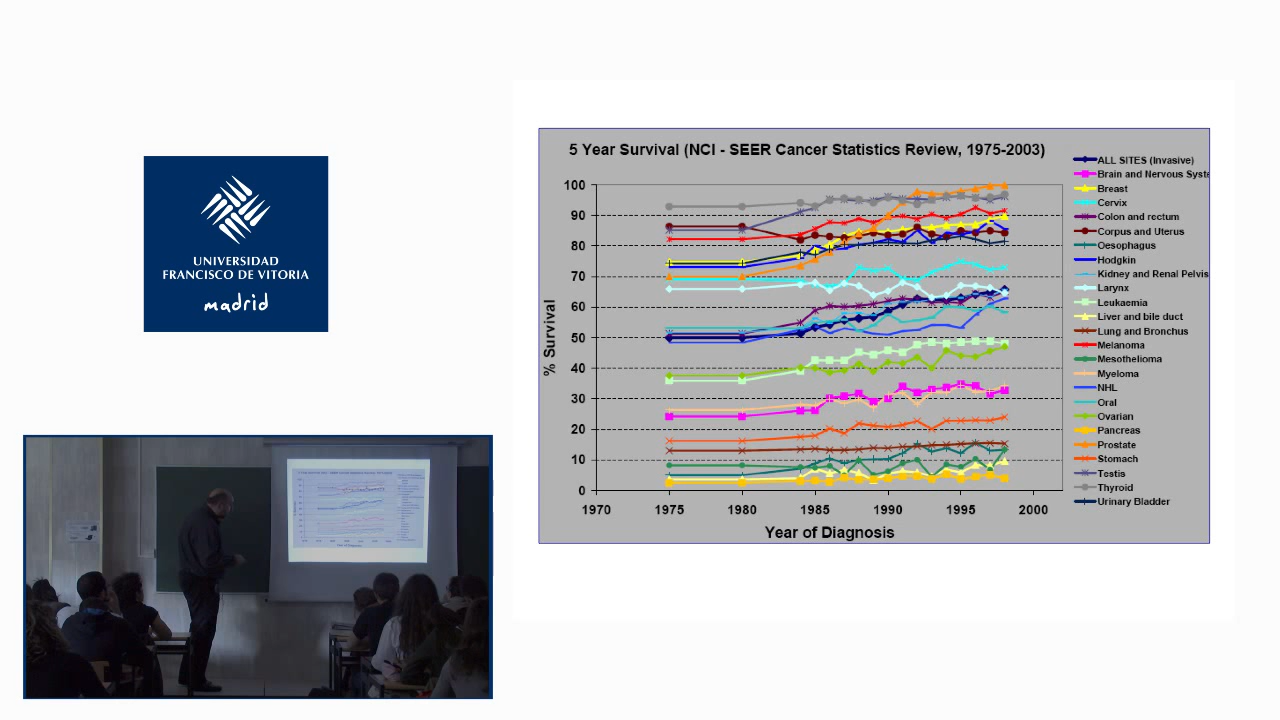 UNIVERSIDAD
FRANCISCO DE VITORIA
madrid
5 Year Survival (NCI - SEER Cancer Statistics Review, 1975-2003)
% Survival
100
90
80
70
60
50
40
30
20
10
0
1970 1975 1980 1985 1990 1995 2000
Year of Diagnosis
ALL SITES (Invasive)
Brain and Nervous Syste
Breast
Cervix
Colon and rectum
Corpus and Uterus
Oesophagus
Hodgkin
Kidney and Renal Pelvis
Larynx
Leukaemia
Liver and bile duct
Lung and Bronchus
Melanoma
Mesothelioma
Myeloma
NHL
Oral
Ovarian
Pancreas
Prostate
Stomach
Testis
Thyroid
Urinary Bladder